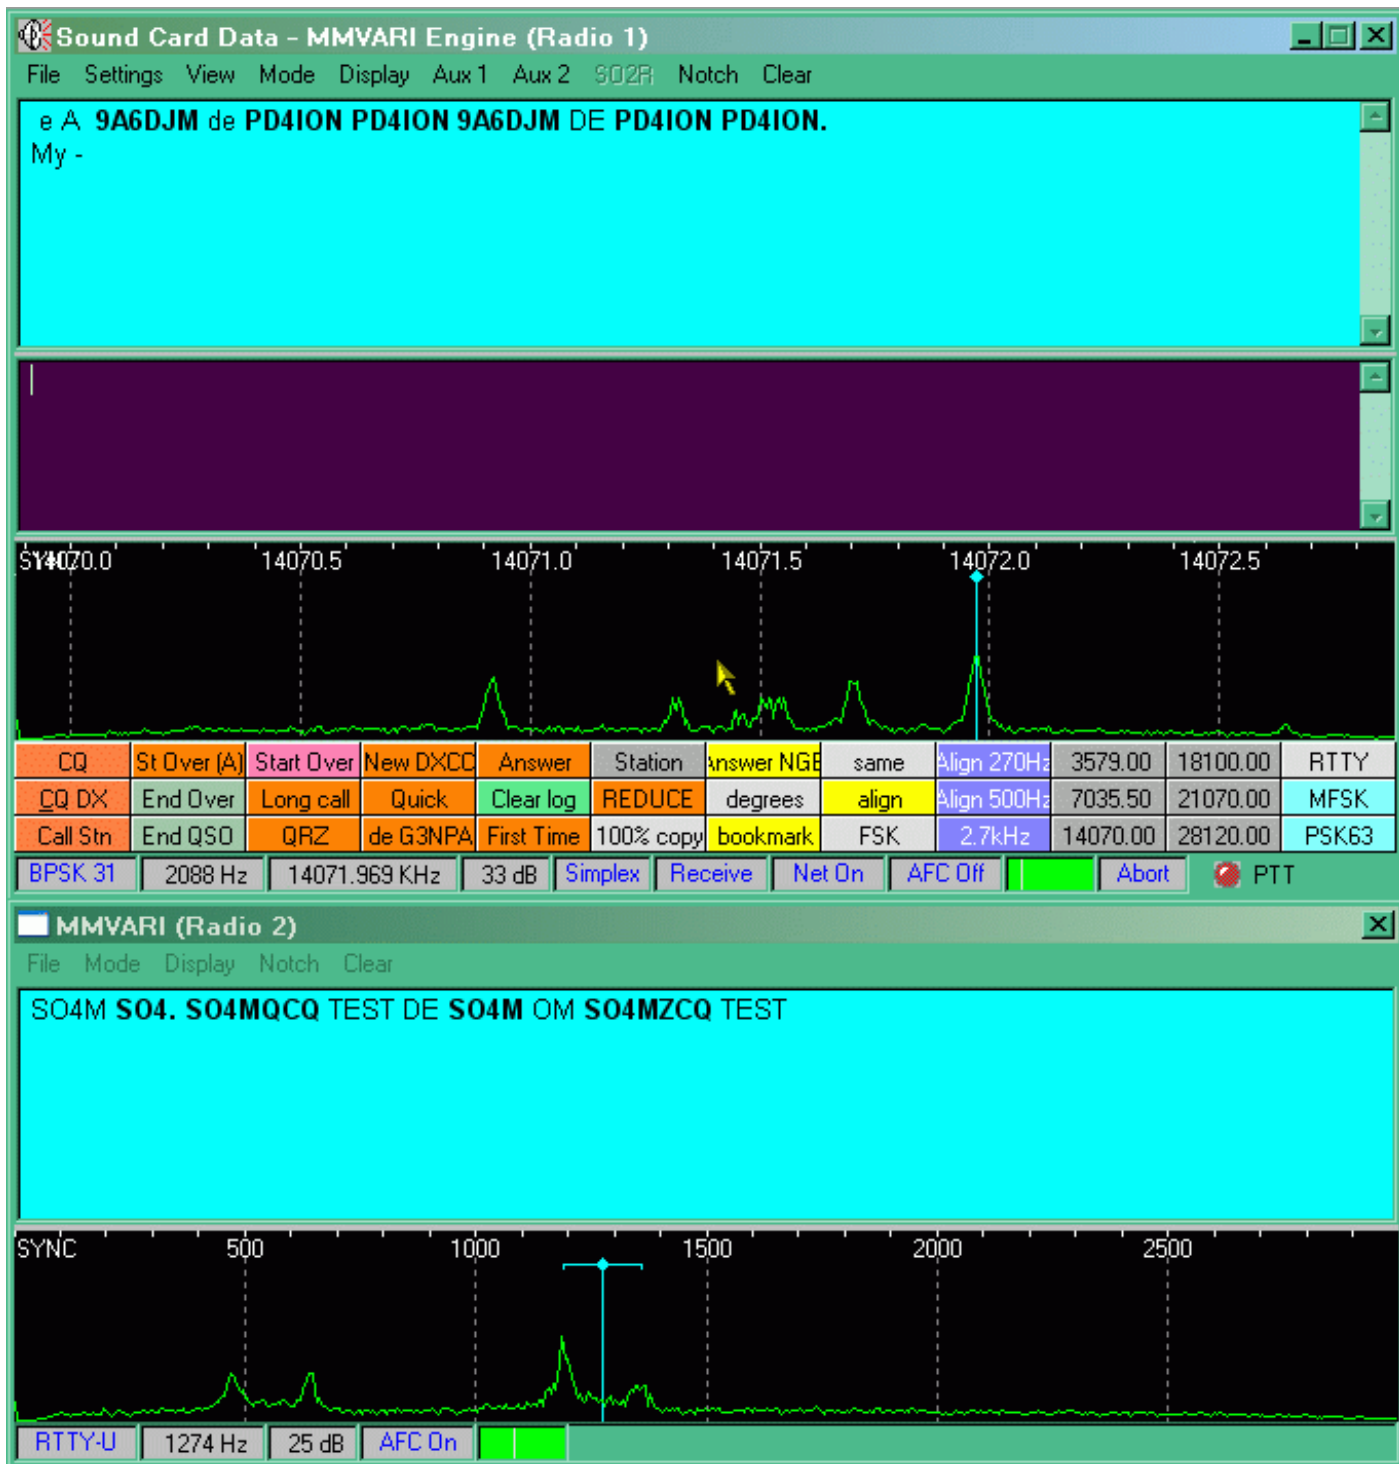 Sound Card Data - MMVARI Engine (Radio 1)
File Settings View Mode Display Aux 1 Aux 2 SO2R Notch Clear
e A 9A6DJM de PD4ION PD4ION 9A6DJM DE PD4ION PD4ION.
My -
SYNC 14070.0 14070.5 14071.0 14071.5 14072.0 14072.5
CQ St Over (A) Start Over New DXCC Answer Station Answer NGE same Align 270Hz 3579.00 18100.00 RTTY
CQ DX End Over Long call Quick Clear log REDUCE degrees align Align 500Hz 7035.50 21070.00 MFSK
Call Stn End QSO QRZ de G3NPA First Time 100% copy bookmark FSK 2.7kHz 14070.00 28120.00 PSK63
BPSK 31 2088 Hz 14071.969 KHz 33 dB Simplex Receive Net On AFC Off Abort PTT
MMVARI (Radio 2)
File Mode Display Notch Clear
SO4M SO4. SO4MQCQ TEST DE SO4M OM SO4MZCQ TEST
SYNC 500 1000 1500 2000 2500
RTTY-U 1274 Hz 25 dB AFC On